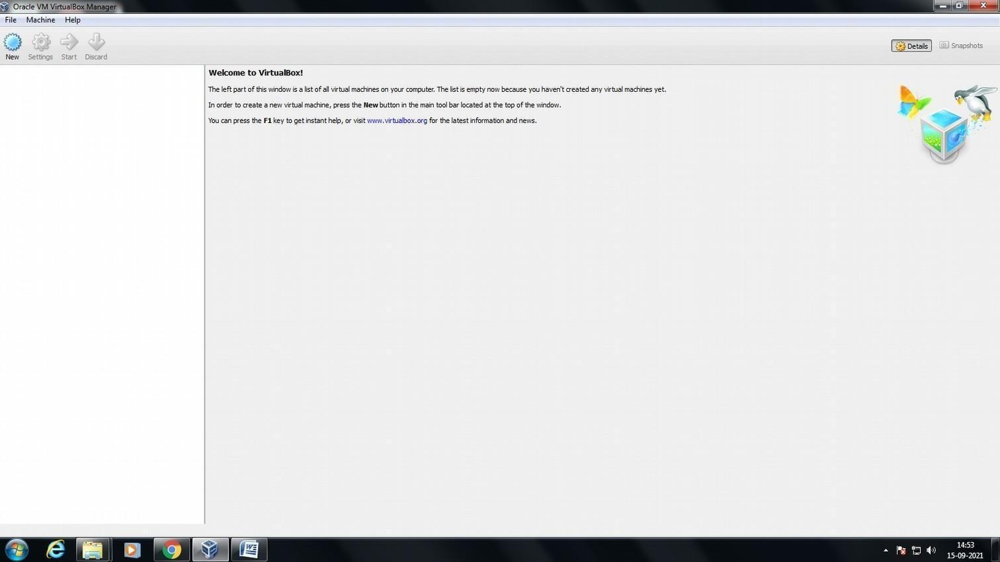 Oracle VM VirtualBox Manager
File Machine Help
New Settings Start Discard
Details Snapshots
Welcome to VirtualBox!
The left part of this window is a list of all virtual machines on your computer. The list is empty now because you haven't created any virtual machines yet.
In order to create a new virtual machine, press the New button in the main tool bar located at the top of the window.
You can press the F1 key to get instant help, or visit www.virtualbox.org for the latest information and news.
14:53
15-09-2021